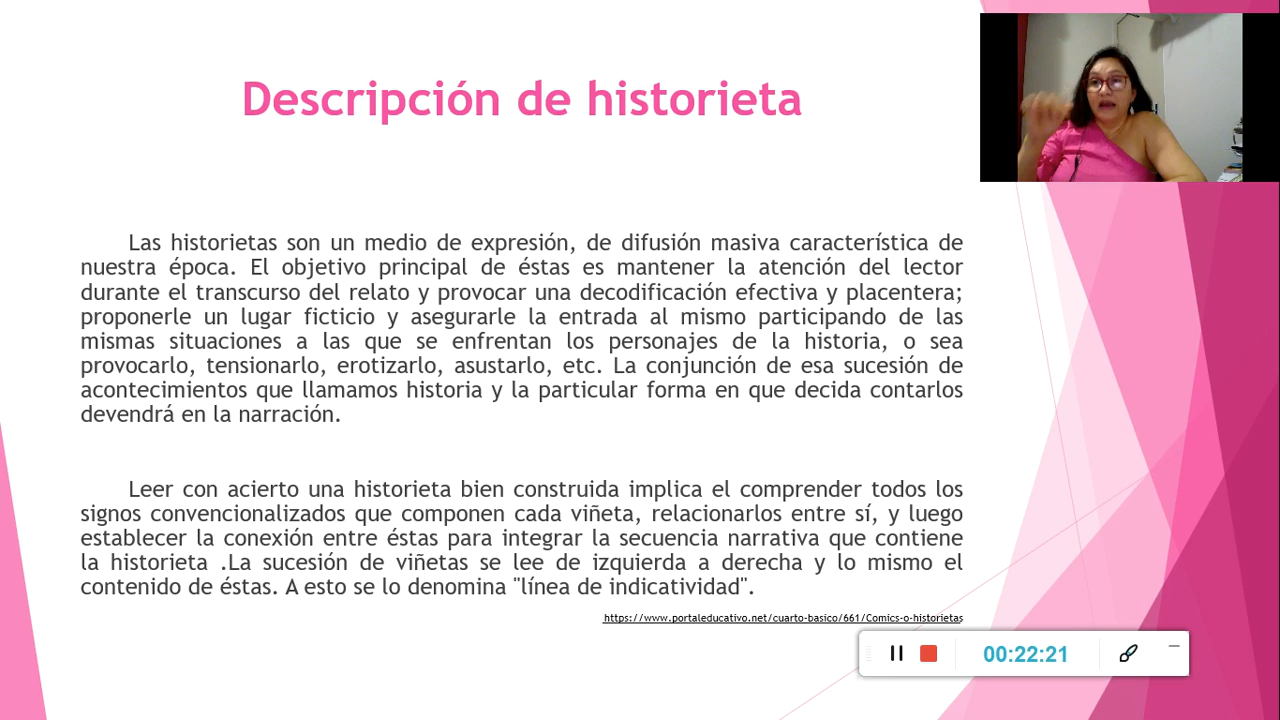 Descripción de historieta
Las historietas son un medio de expresión, de difusión masiva característica de
nuestra época. El objetivo principal de éstas es mantener la atención del lector
durante el transcurso del relato y provocar una decodificación efectiva y placentera;
proponerle un lugar ficticio y asegurarle la entrada al mismo participando de las
mismas situaciones a las que se enfrentan los personajes de la historia, o sea
provocarlo, tensionarlo, erotizarlo, asustarlo, etc. La conjunción de esa sucesión de
acontecimientos que llamamos historia y la particular forma en que decida contarlos
devendrá en la narración.
Leer con acierto una historieta bien construida implica el comprender todos los
signos convencionalizados que componen cada viñeta, relacionarlos entre sí, y luego
establecer la conexión entre éstas para integrar la secuencia narrativa que contiene
la historieta .La sucesión de viñetas se lee de izquierda a derecha y lo mismo el
contenido de éstas. A esto se lo denomina "línea de indicatividad".
https://www.portaleducativo.net/cuarto-basico/661/Comics-o-historietas
00:22:21